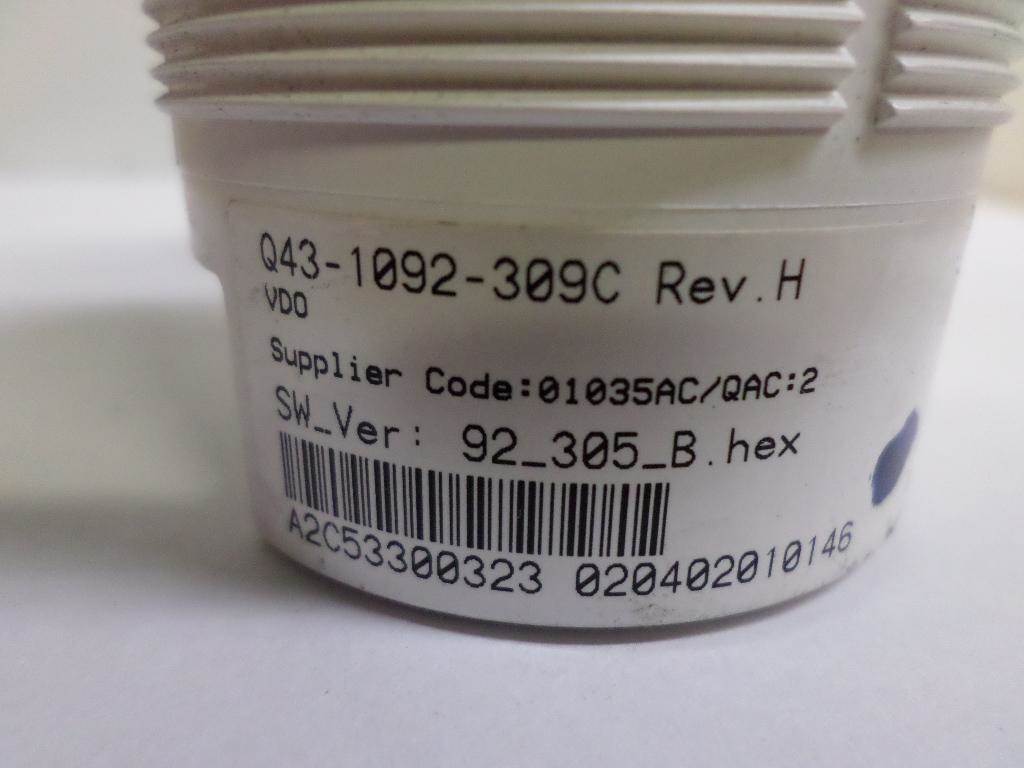 Q43-1092-309C Rev.H
VDO
Supplier Code:01035AC/QAC:2
SW_Ver: 92_305_B.hex
A2C53300323 020402010146